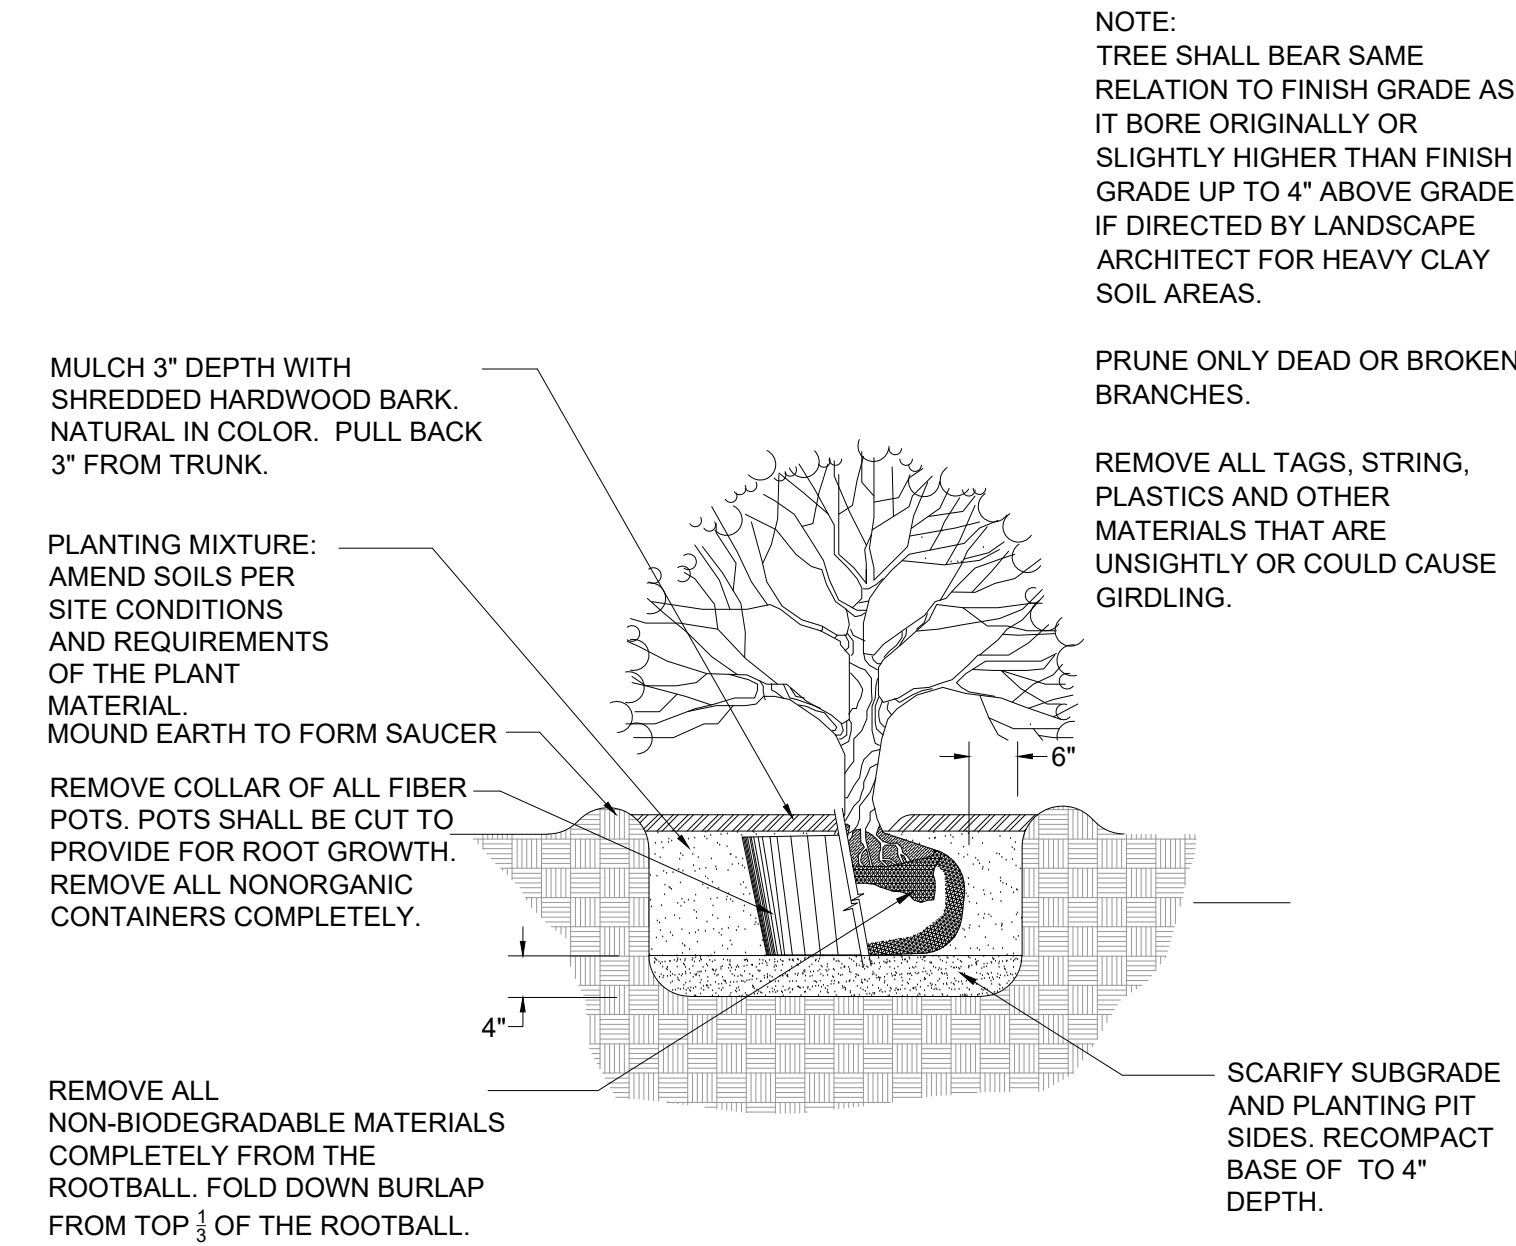 NOTE:
TREE SHALL BEAR SAME
RELATION TO FINISH GRADE AS
IT BORE ORIGINALLY OR
SLIGHTLY HIGHER THAN FINISH
GRADE UP TO 4" ABOVE GRADE
IF DIRECTED BY LANDSCAPE
ARCHITECT FOR HEAVY CLAY
SOIL AREAS.
PRUNE ONLY DEAD OR BROKEN
BRANCHES.
REMOVE ALL TAGS, STRING,
PLASTICS AND OTHER
MATERIALS THAT ARE
UNSIGHTLY OR COULD CAUSE
GIRDLING.
MULCH 3" DEPTH WITH
SHREDDED HARDWOOD BARK.
NATURAL IN COLOR. PULL BACK
3" FROM TRUNK.
PLANTING MIXTURE:
AMEND SOILS PER
SITE CONDITIONS
AND REQUIREMENTS
OF THE PLANT
MATERIAL.
MOUND EARTH TO FORM SAUCER
REMOVE COLLAR OF ALL FIBER
POTS. POTS SHALL BE CUT TO
PROVIDE FOR ROOT GROWTH.
REMOVE ALL NONORGANIC
CONTAINERS COMPLETELY.
6"
4"
REMOVE ALL
NON-BIODEGRADABLE MATERIALS
COMPLETELY FROM THE
ROOTBALL. FOLD DOWN BURLAP
FROM TOP 1/3 OF THE ROOTBALL.
SCARIFY SUBGRADE
AND PLANTING PIT
SIDES. RECOMPACT
BASE OF TO 4"
DEPTH.